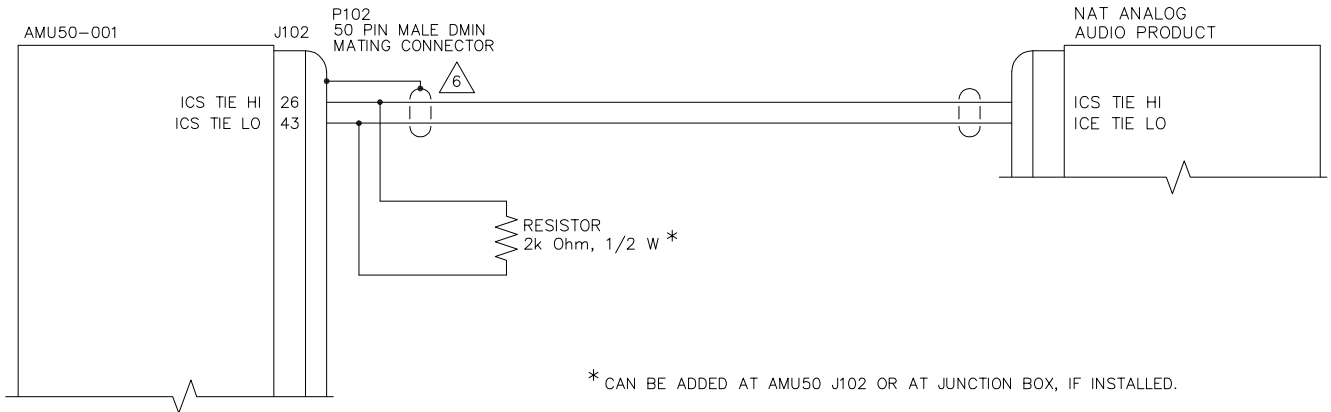 AMU50-001
J102
P102
50 PIN MALE DMIN
MATING CONNECTOR
6
NAT ANALOG
AUDIO PRODUCT
ICS TIE HI 26
ICS TIE LO 43
ICS TIE HI
ICE TIE LO
RESISTOR
2k Ohm, 1/2 W *
* CAN BE ADDED AT AMU50 J102 OR AT JUNCTION BOX, IF INSTALLED.